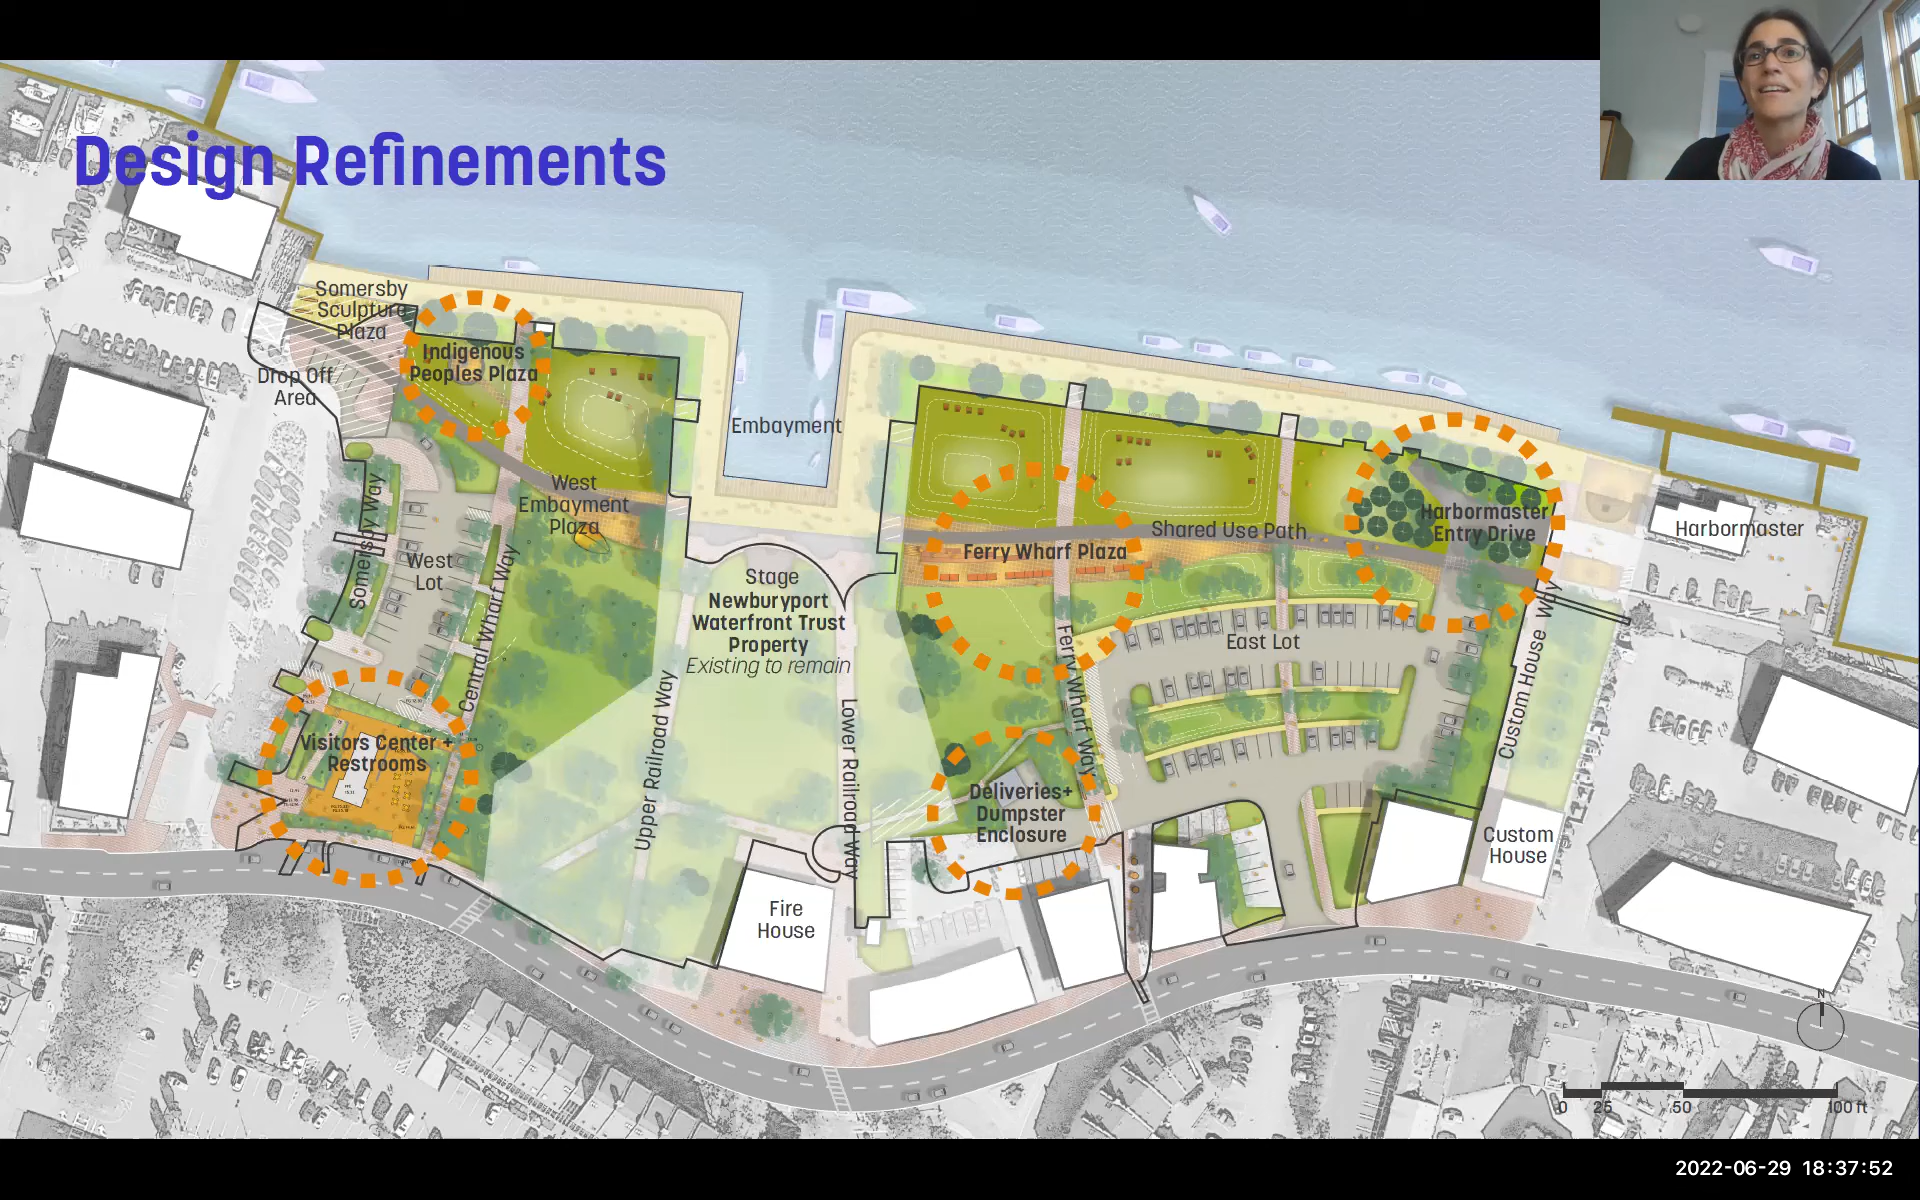 Design Refinements
Somersby
Sculpture
Plaza
Drop Off
Area
Indigenous
Peoples Plaza
Embayment
West
Embayment
Plaza
Somersby Way
West
Lot
Central Wharf Way
Stage
Newburyport
Waterfront Trust
Property
Existing to remain
Upper Railroad Way
Lower Railroad Way
Visitors Center +
Restrooms
Fire
House
Ferry Wharf Plaza
Shared Use Path
Ferry Wharf Way
East Lot
Deliveries+
Dumpster
Enclosure
Harbormaster
Entry Drive
Harbormaster
Custom House Way
Custom
House
N
0 25 50 100 ft
2022-06-29 18:37:52